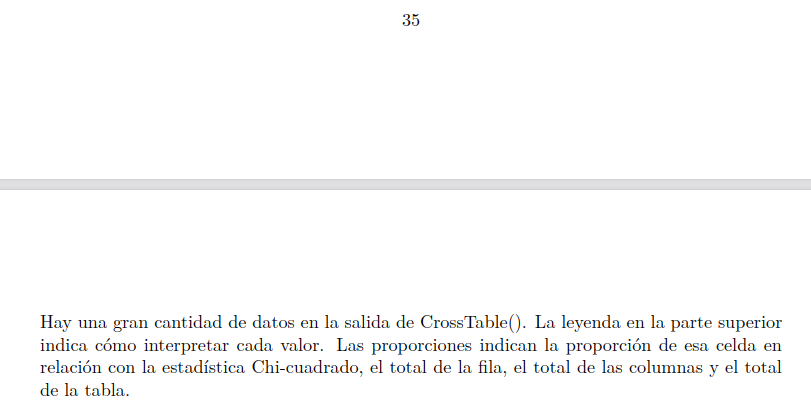 35
Hay una gran cantidad de datos en la salida de CrossTable(). La leyenda en la parte superior
indica cómo interpretar cada valor. Las proporciones indican la proporción de esa celda en
relación con la estadística Chi-cuadrado, el total de la fila, el total de las columnas y el total
de la tabla.